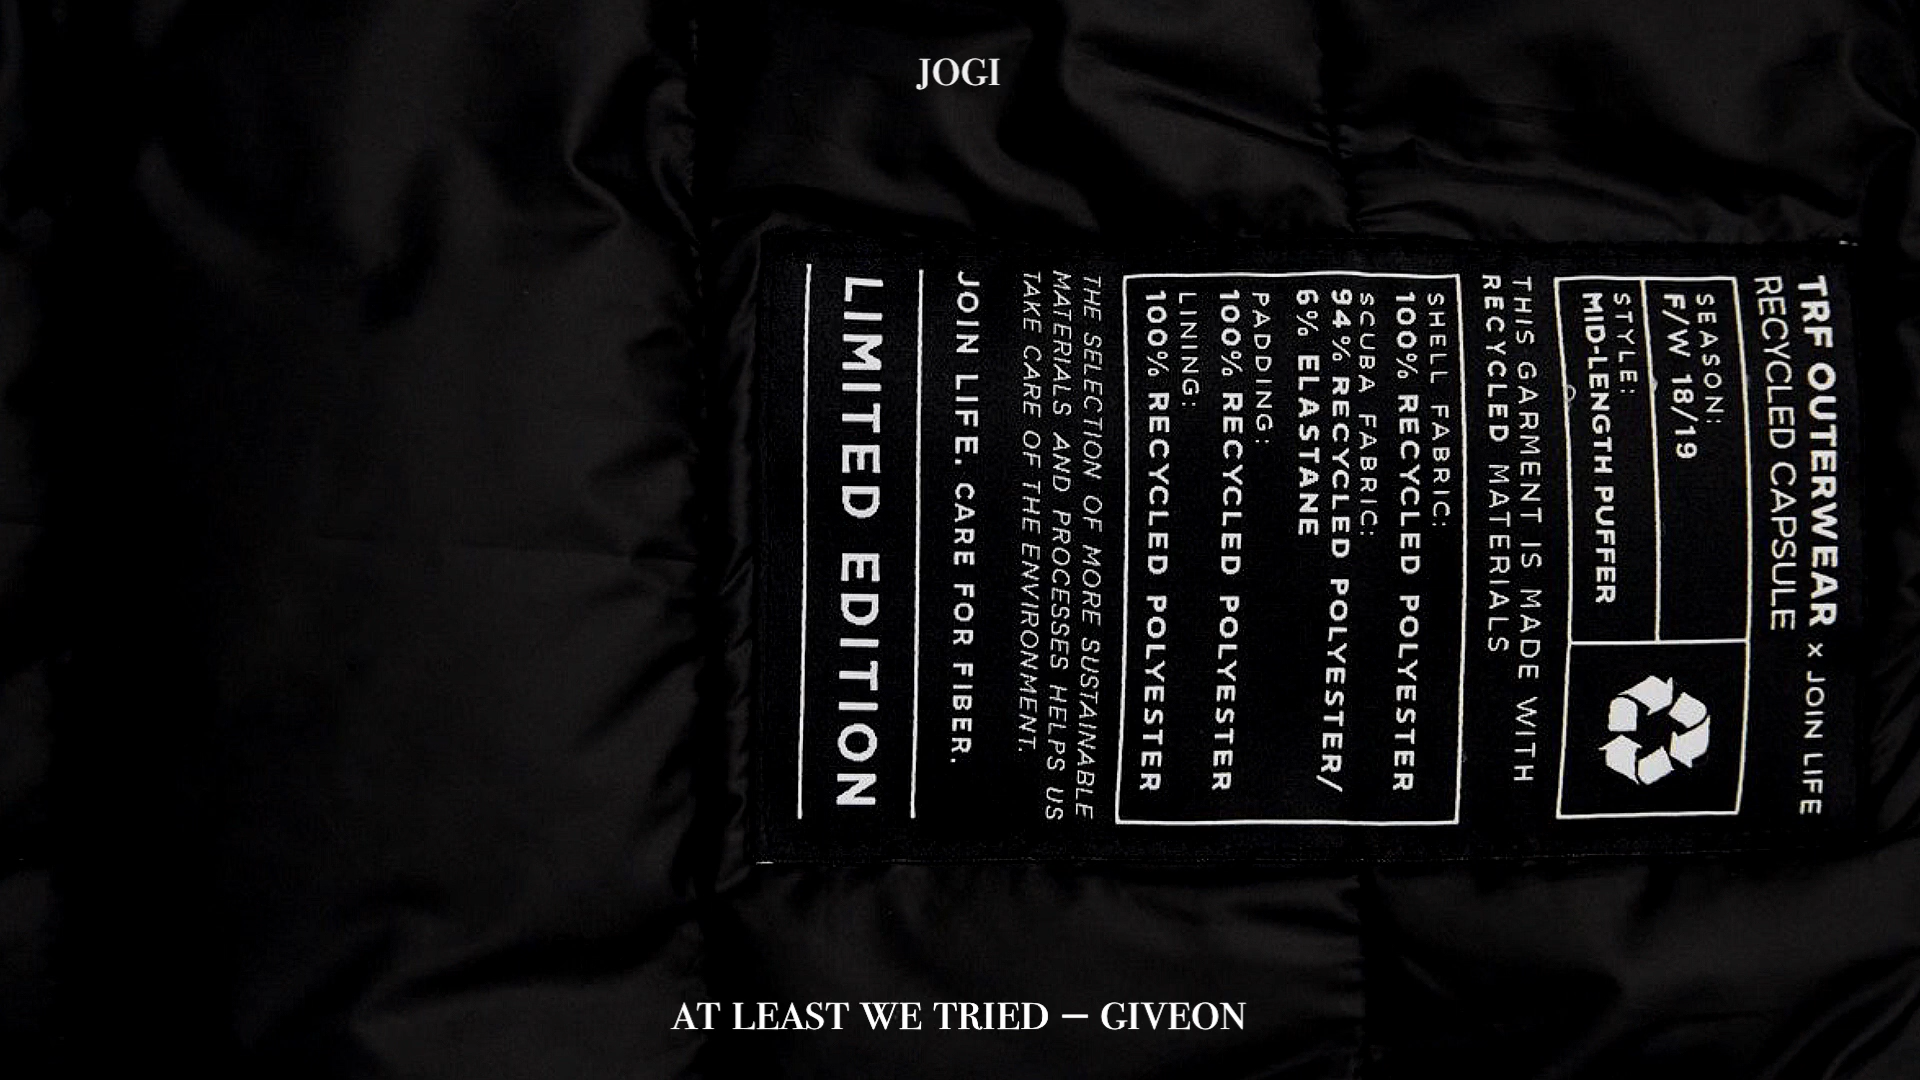 JOGI
TRF OUTERWEAR × JOIN LIFE
RECYCLED CAPSULE
SEASON:
F/W 18/19
STYLE:
MID-LENGTH PUFFER
THIS GARMENT IS MADE WITH
RECYCLED MATERIALS
SHELL FABRIC:
100% RECYCLED POLYESTER
SCUBA FABRIC:
94% RECYCLED POLYESTER/
6% ELASTANE
PADDING:
100% RECYCLED POLYESTER
LINING:
100% RECYCLED POLYESTER
THE SELECTION OF MORE SUSTAINABLE
MATERIALS AND PROCESSES HELPS US
TAKE CARE OF THE ENVIRONMENT.
JOIN LIFE. CARE FOR FIBER.
LIMITED EDITION
AT LEAST WE TRIED — GIVEON